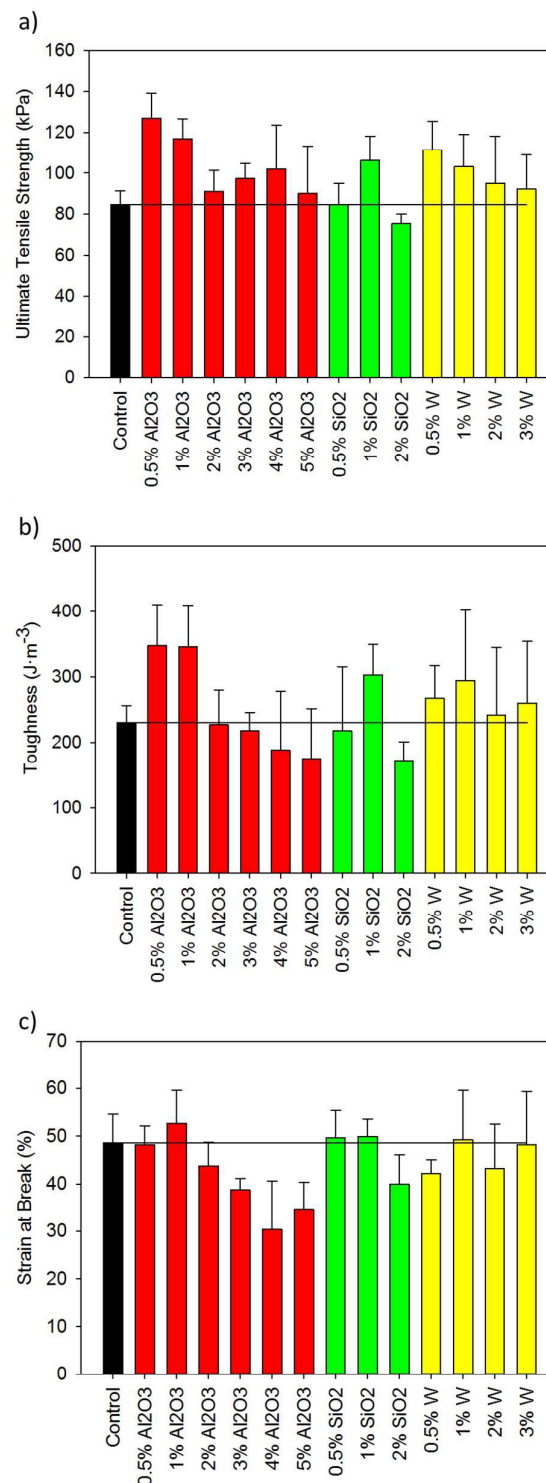 a)
Ultimate Tensile Strength (kPa)
160
140
120
100
80
60
40
20
0
Control
0.5% Al2O3
1% Al2O3
2% Al2O3
3% Al2O3
4% Al2O3
5% Al2O3
0.5% SiO2
1% SiO2
2% SiO2
0.5% W
1% W
2% W
3% W
b)
Toughness (J·m⁻³)
500
400
300
200
100
0
Control
0.5% Al2O3
1% Al2O3
2% Al2O3
3% Al2O3
4% Al2O3
5% Al2O3
0.5% SiO2
1% SiO2
2% SiO2
0.5% W
1% W
2% W
3% W
c)
Strain at Break (%)
70
60
50
40
30
20
10
0
Control
0.5% Al2O3
1% Al2O3
2% Al2O3
3% Al2O3
4% Al2O3
5% Al2O3
0.5% SiO2
1% SiO2
2% SiO2
0.5% W
1% W
2% W
3% W